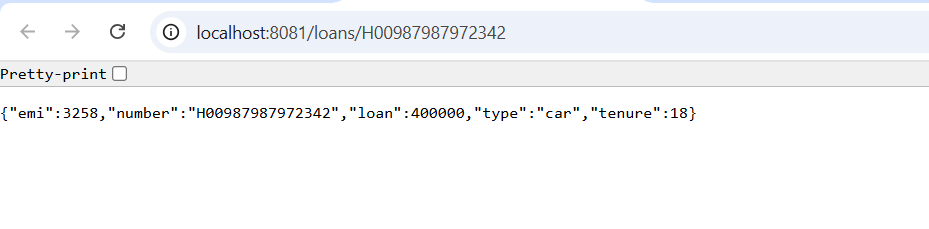 localhost:8081/loans/H00987987972342
Pretty-print
{"emi":3258,"number":"H00987987972342","loan":400000,"type":"car","tenure":18}